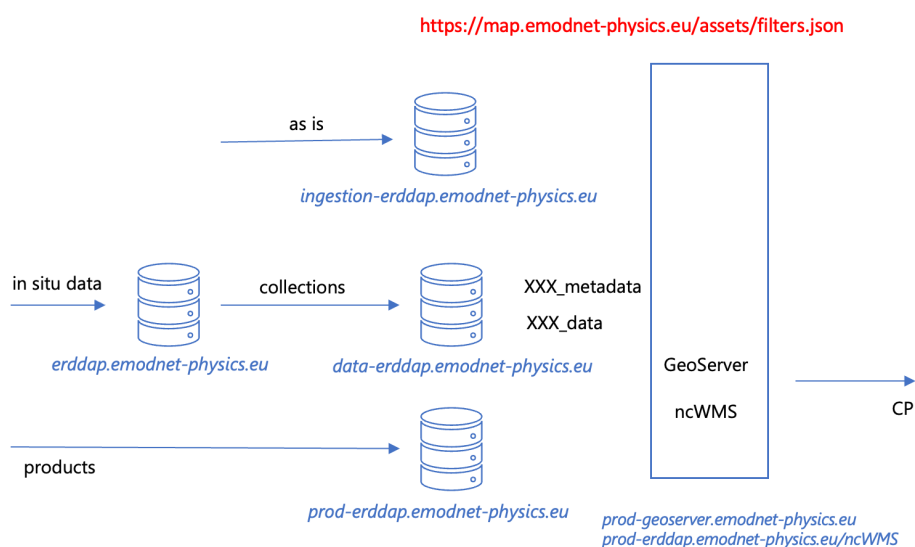 https://map.emodnet-physics.eu/assets/filters.json
as is
ingestion-erddap.emodnet-physics.eu
in situ data
collections
XXX_metadata
XXX_data
erddap.emodnet-physics.eu
data-erddap.emodnet-physics.eu
GeoServer
ncWMS
CP
products
prod-erddap.emodnet-physics.eu
prod-geoserver.emodnet-physics.eu
prod-erddap.emodnet-physics.eu/ncWMS